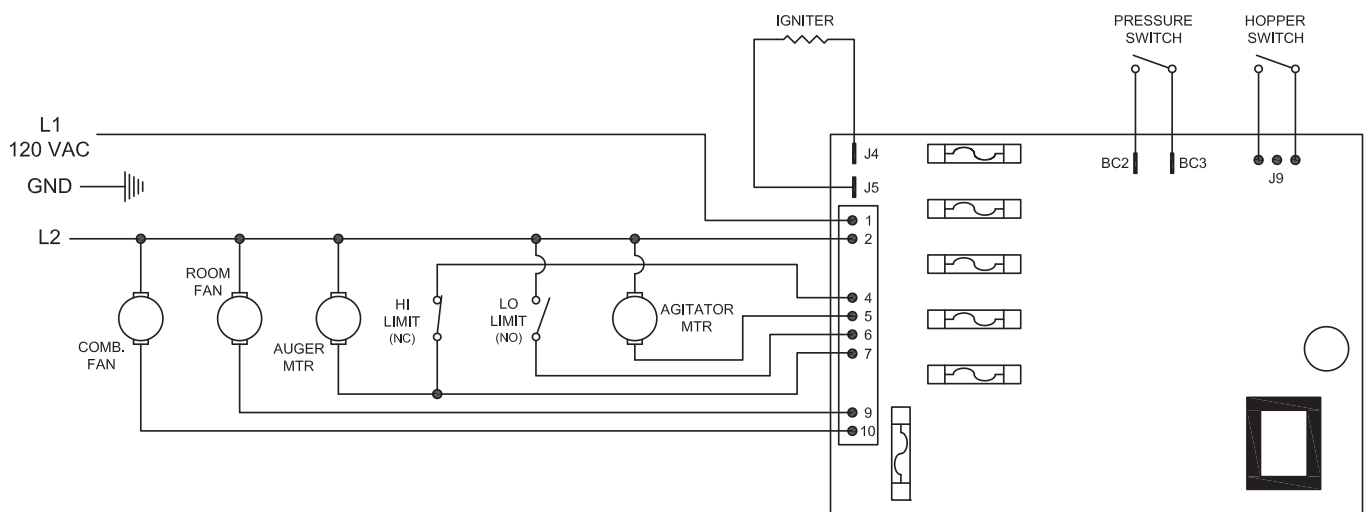 IGNITER
PRESSURE
SWITCH
HOPPER
SWITCH
L1
120 VAC
GND
L2
J4
J5
BC2
BC3
J9
1
2
4
5
6
7
9
10
ROOM
FAN
COMB.
FAN
AUGER
MTR
HI
LIMIT
(NC)
LO
LIMIT
(NO)
AGITATOR
MTR